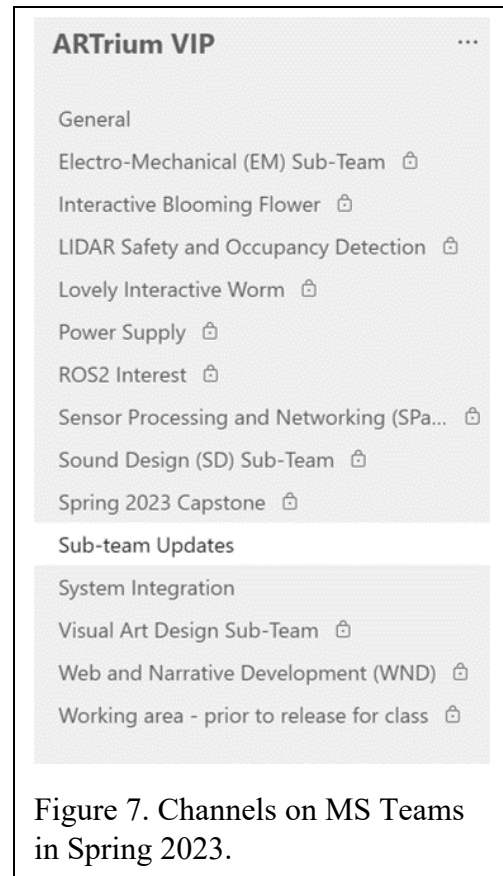 ARTrium VIP
General
Electro-Mechanical (EM) Sub-Team
Interactive Blooming Flower
LIDAR Safety and Occupancy Detection
Lovely Interactive Worm
Power Supply
ROS2 Interest
Sensor Processing and Networking (SPa...
Sound Design (SD) Sub-Team
Spring 2023 Capstone
Sub-team Updates
System Integration
Visual Art Design Sub-Team
Web and Narrative Development (WND)
Working area - prior to release for class
Figure 7. Channels on MS Teams
in Spring 2023.